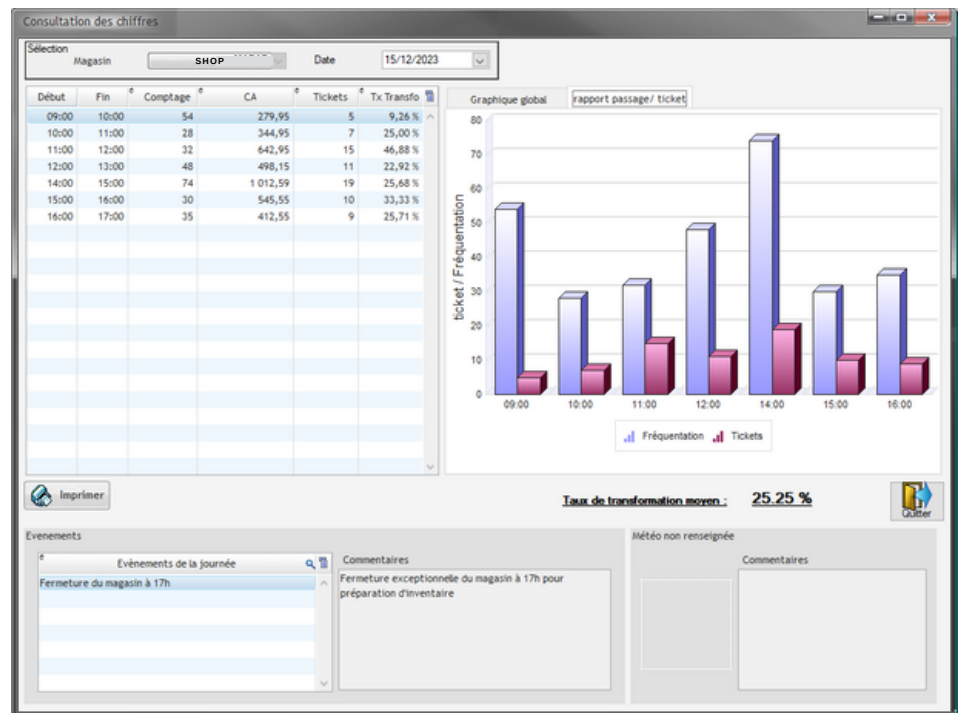 Consultation des chiffres
Sélection
Magasin SHOP Date 15/12/2023
Début Fin Comptage CA Tickets Tx Transfo
09:00 10:00 54 279,95 5 9,26 %
10:00 11:00 28 344,95 7 25,00 %
11:00 12:00 32 642,95 15 46,88 %
12:00 13:00 48 498,15 11 22,92 %
14:00 15:00 74 1 012,59 19 25,68 %
15:00 16:00 30 545,55 10 33,33 %
16:00 17:00 35 412,55 9 25,71 %
Graphique global rapport passage/ ticket
ticket / Fréquentation
80
70
60
50
40
30
20
10
0
09:00 10:00 11:00 12:00 14:00 15:00 16:00
Fréquentation Tickets
Imprimer
Taux de transformation moyen : 25.25 %
Quitter
Evenements
Evènements de la journée
Fermeture du magasin à 17h
Commentaires
Fermeture exceptionnelle du magasin à 17h pour
préparation d'inventaire
Météo non renseignée
Commentaires